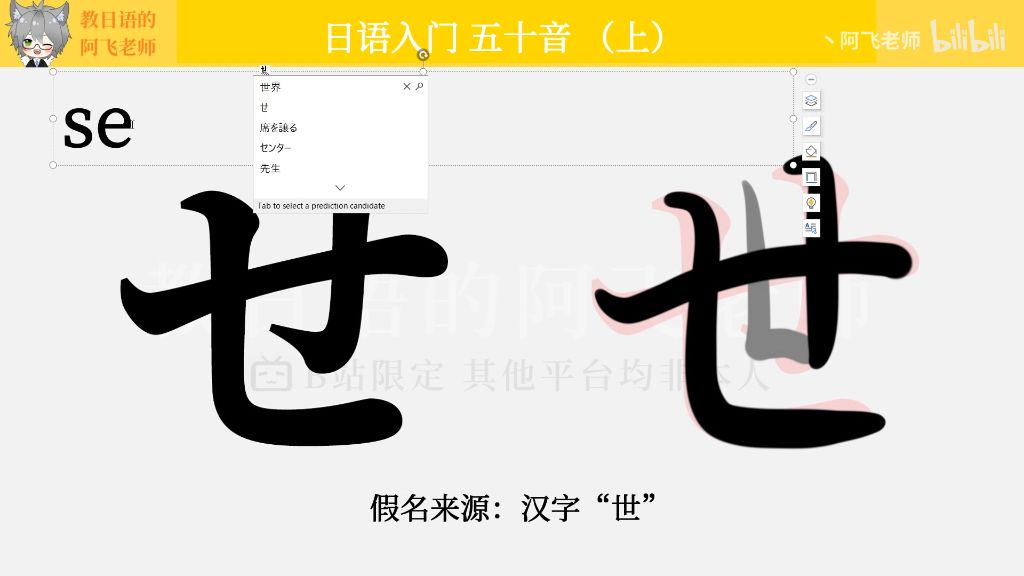 教日语的
阿飞老师
日语入门 五十音 （上）
丶阿飞老师 bilibili
se
せ
世界
せ
席を譲る
センター
先生
Tab to select a prediction candidate
せ
世
教日语的阿飞老师
B站限定 其他平台均非本人
假名来源：汉字“世”